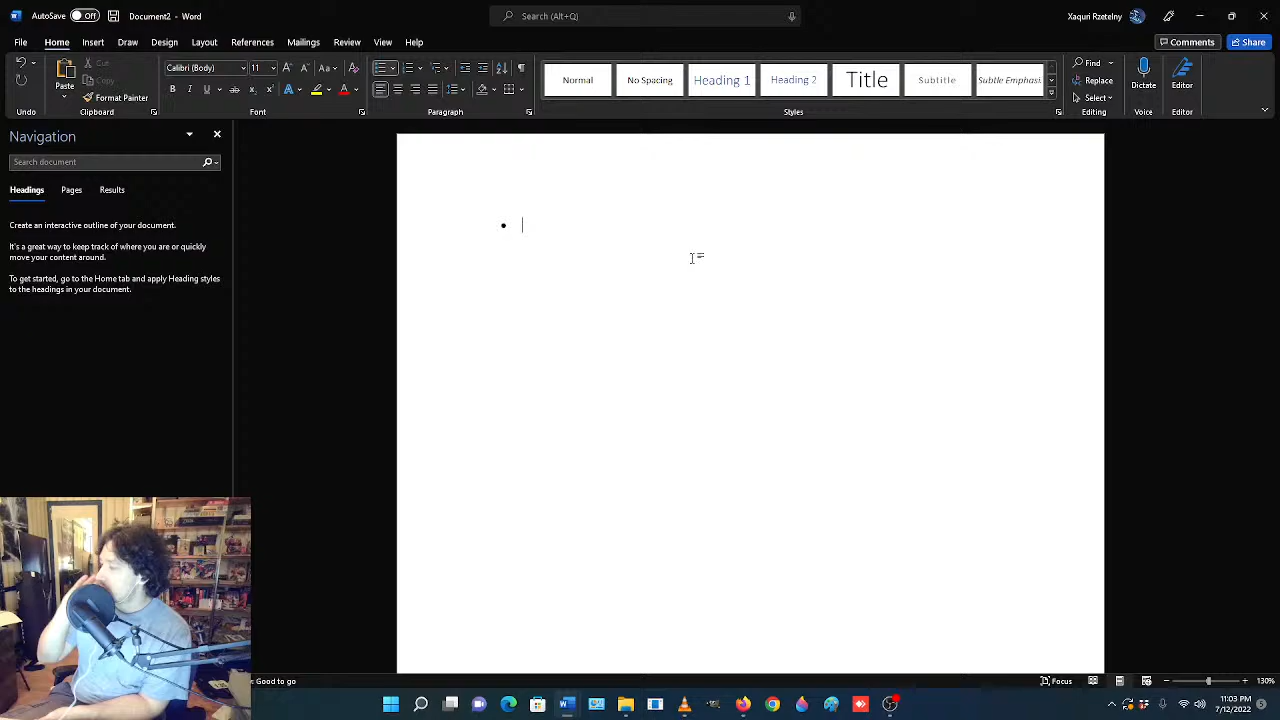 AutoSave Off Document2 - Word Search (Alt+Q) Xaquri Rzetelny
File Home Insert Draw Design Layout References Mailings Review View Help Comments Share
Paste
Cut
Copy
Format Painter
Calibri (Body) 11
Normal No Spacing Heading 1 Heading 2 Title Subtitle Subtle Emphasi
Find
Replace
Select
Dictate Editor
Undo Clipboard Font Paragraph Styles Editing Voice Editor
Navigation
Search document
Headings Pages Results
Create an interactive outline of your document.
It's a great way to keep track of where you are or quickly
move your content around.
To get started, go to the Home tab and apply Heading styles
to the headings in your document.
: Good to go Focus 130%
11:03 PM
7/12/2022